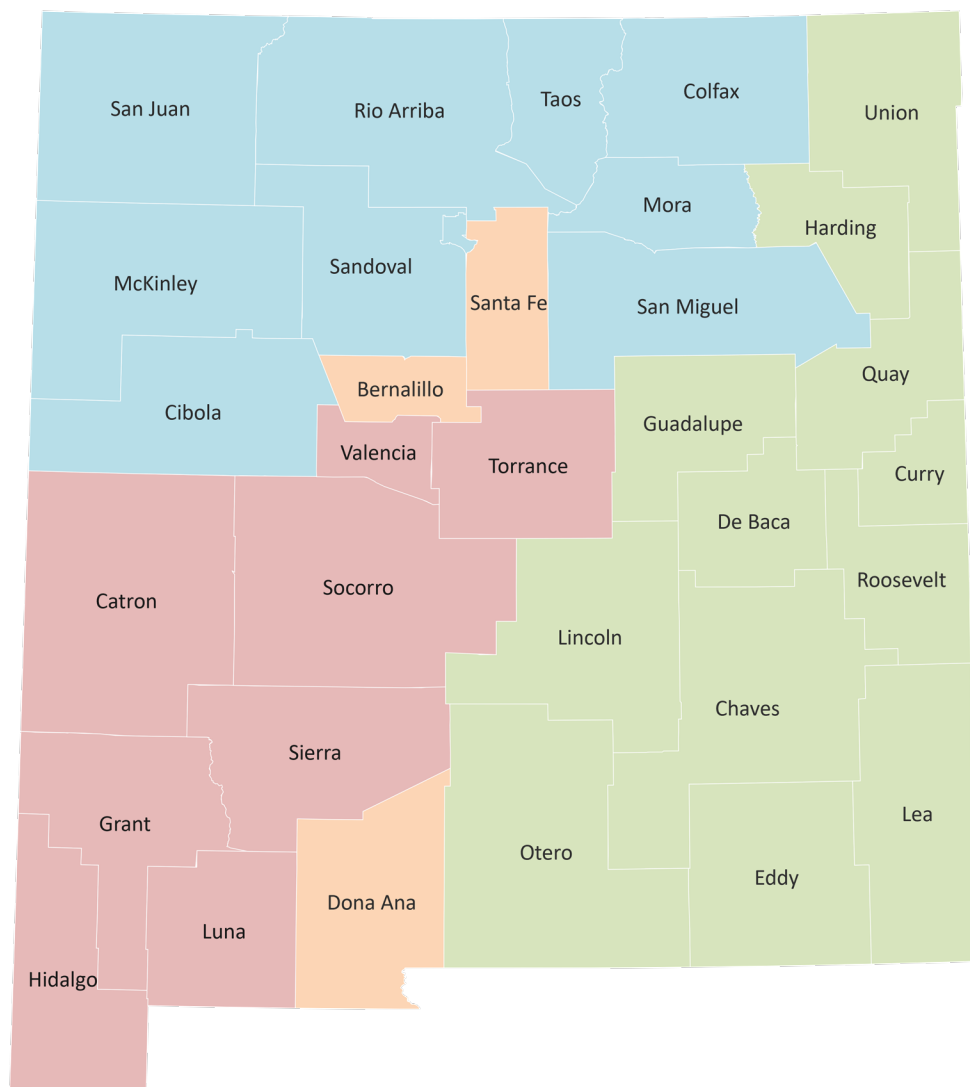 San Juan
Rio Arriba
Taos
Colfax
Union
Mora
Harding
McKinley
Sandoval
Santa Fe
San Miguel
Quay
Bernalillo
Cibola
Guadalupe
Valencia
Torrance
Curry
De Baca
Catron
Socorro
Roosevelt
Lincoln
Chaves
Sierra
Grant
Lea
Otero
Eddy
Dona Ana
Luna
Hidalgo